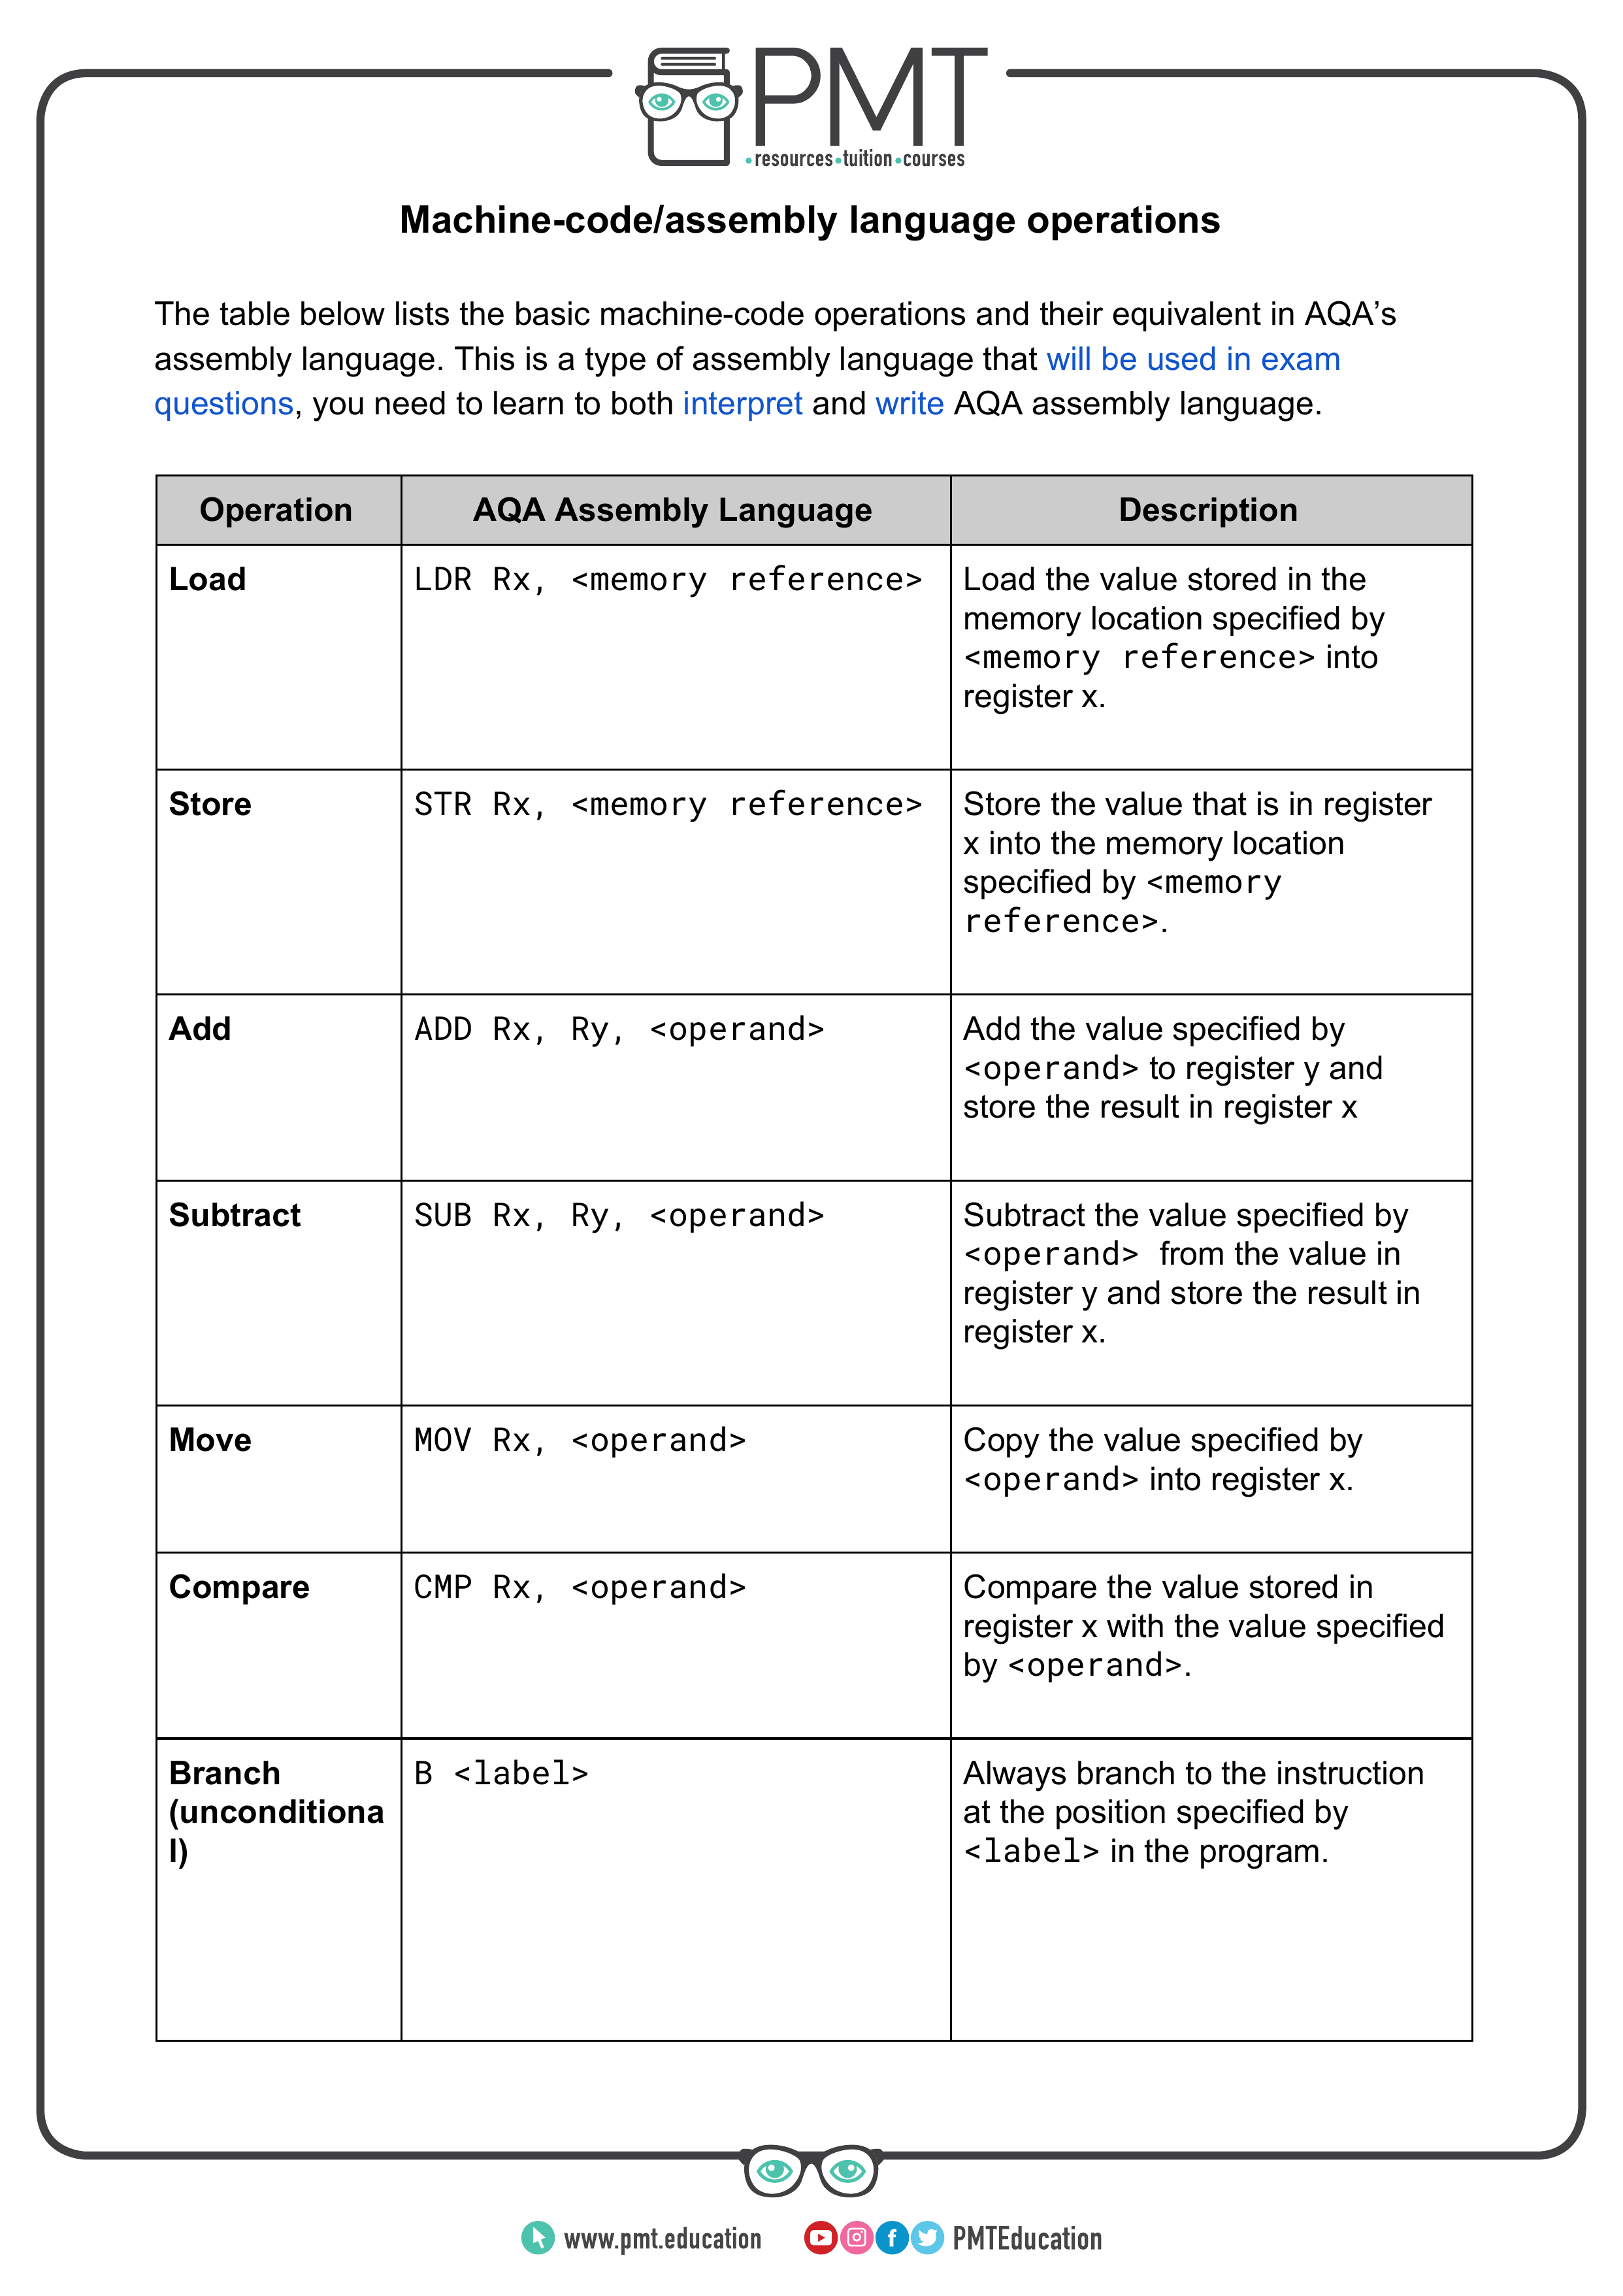 PMT
•resources•tuition•courses
Machine-code/assembly language operations
The table below lists the basic machine-code operations and their equivalent in AQA’s
assembly language. This is a type of assembly language that will be used in exam
questions, you need to learn to both interpret and write AQA assembly language.
Operation AQA Assembly Language Description
Load LDR Rx, <memory reference> Load the value stored in the
memory location specified by
<memory reference> into
register x.
Store STR Rx, <memory reference> Store the value that is in register
x into the memory location
specified by <memory
reference>.
Add ADD Rx, Ry, <operand> Add the value specified by
<operand> to register y and
store the result in register x
Subtract SUB Rx, Ry, <operand> Subtract the value specified by
<operand> from the value in
register y and store the result in
register x.
Move MOV Rx, <operand> Copy the value specified by
<operand> into register x.
Compare CMP Rx, <operand> Compare the value stored in
register x with the value specified
by <operand>.
Branch B <label> Always branch to the instruction
(unconditiona at the position specified by
l) <label> in the program.
www.pmt.education PMTEducation